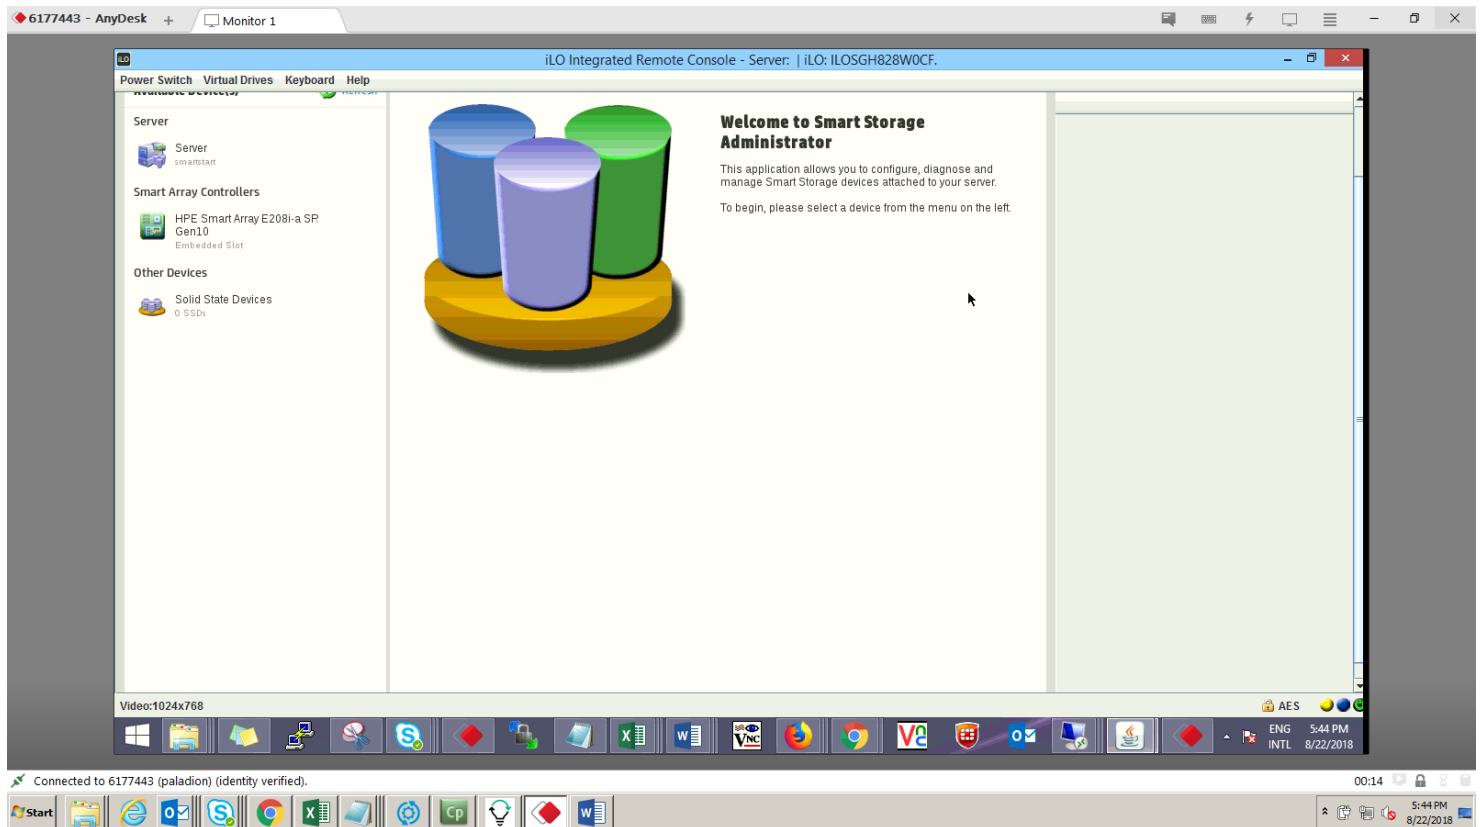 6177443 - AnyDesk
Monitor 1
iLO
iLO Integrated Remote Console - Server: | iLO: ILOSGH828W0CF.
Power Switch Virtual Drives Keyboard Help
Available Device(s) Refresh
Server
Server
smartstart
Smart Array Controllers
HPE Smart Array E208i-a SR
Gen10
Embedded Slot
Other Devices
Solid State Devices
0 SSDs
Welcome to Smart Storage
Administrator
This application allows you to configure, diagnose and
manage Smart Storage devices attached to your server.
To begin, please select a device from the menu on the left.
Video:1024x768
AES
ENG 5:44 PM
INTL 8/22/2018
Connected to 6177443 (paladion) (identity verified).
00:14
Start
Cp
5:44 PM
8/22/2018